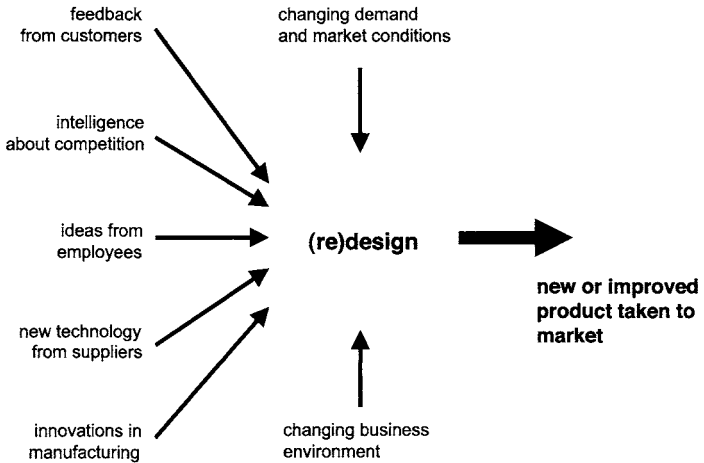 feedback
from customers
changing demand
and market conditions
intelligence
about competition
ideas from
employees
(re)design
new or improved
product taken to
market
new technology
from suppliers
innovations in
manufacturing
changing business
environment